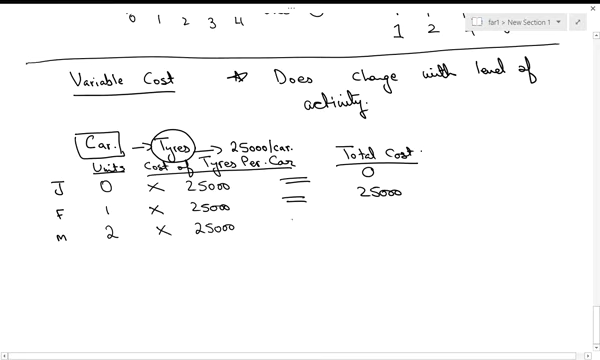 far1 > New Section 1
0 1 2 3 4
1 2
Variable Cost * Does change with level of
activity.
Car. → Tyres → 25000/car.
Units Cost of Tyres Per Car Total Cost.
J 0 × 25000 = 0
F 1 × 25000 = 25000
M 2 × 25000